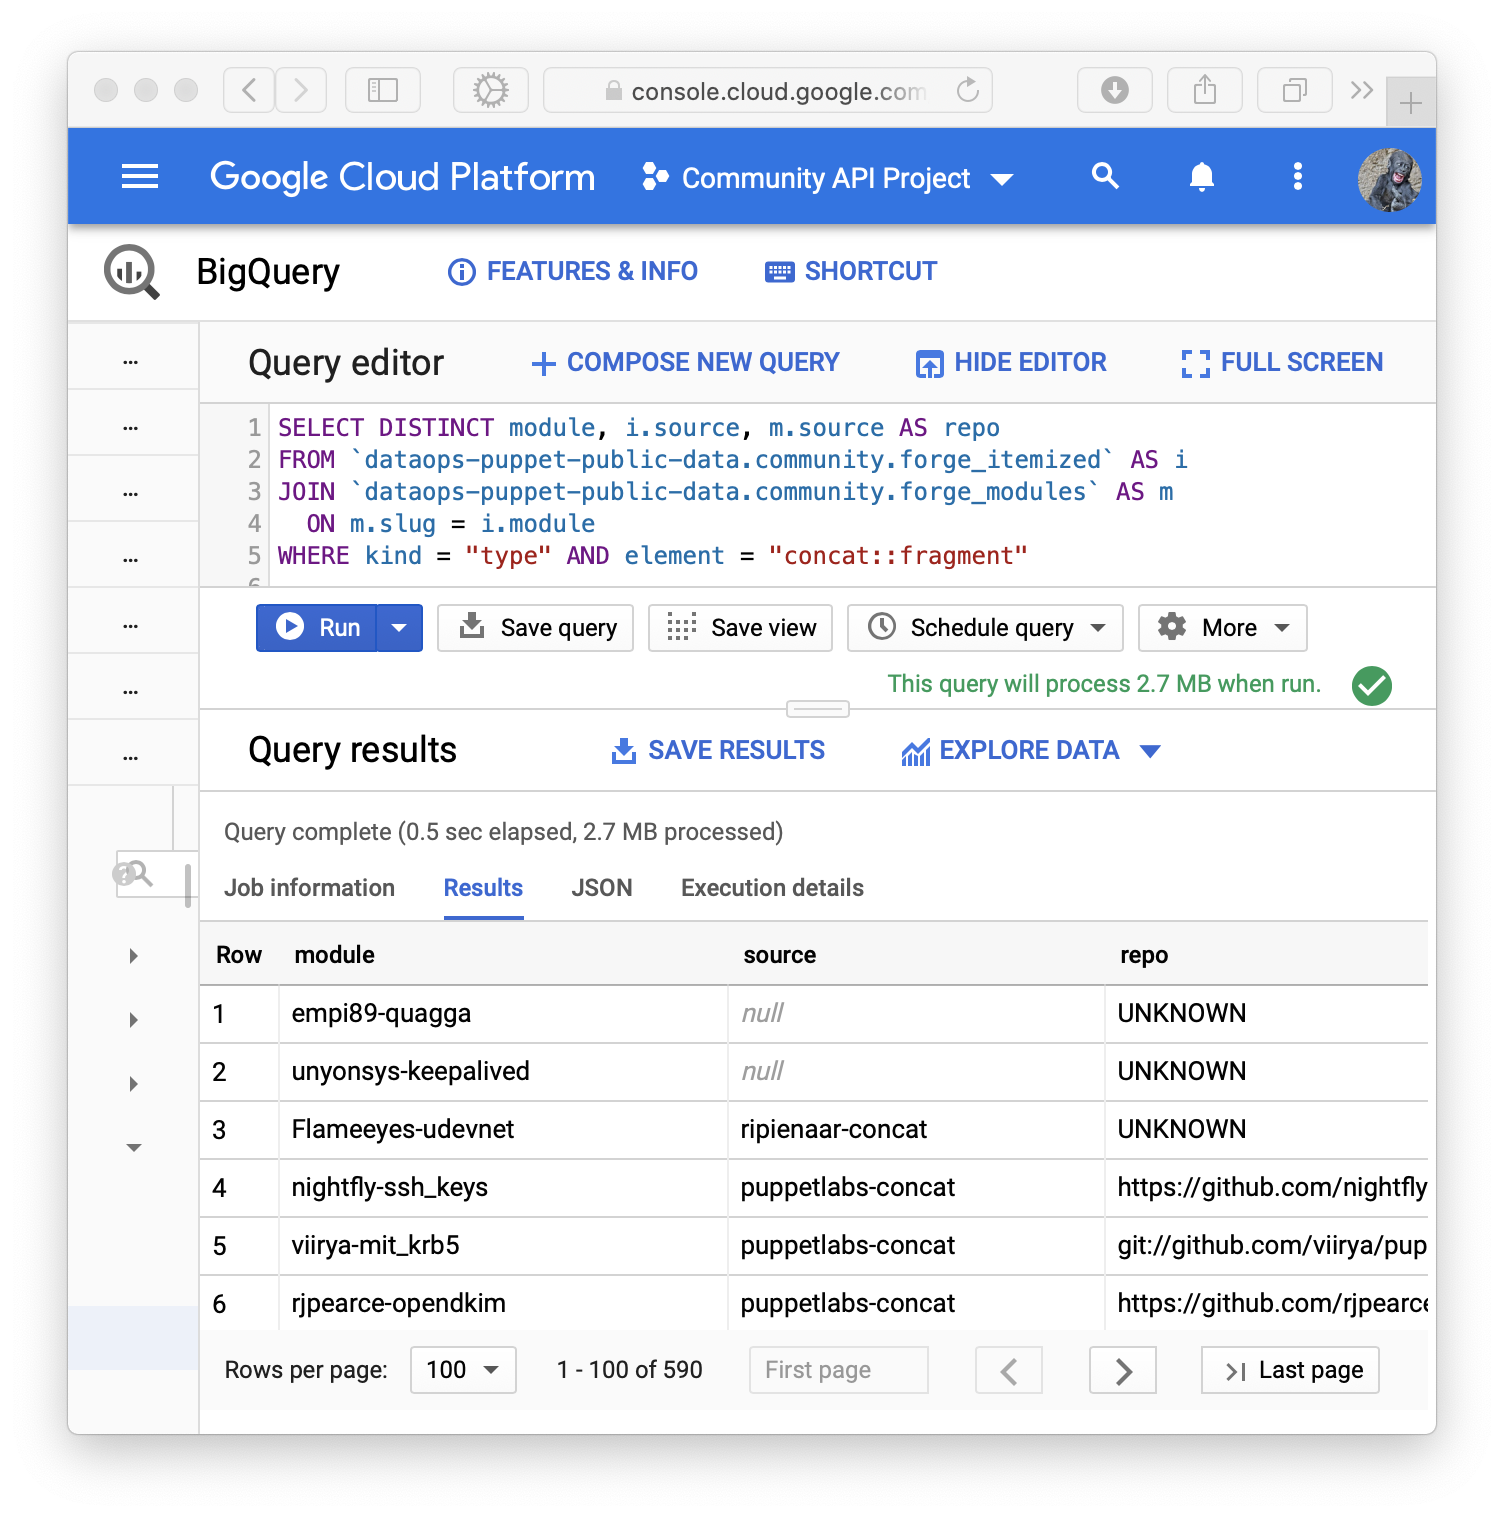 console.cloud.google.com
Google Cloud Platform Community API Project
BigQuery FEATURES & INFO SHORTCUT
Query editor COMPOSE NEW QUERY HIDE EDITOR FULL SCREEN
1 SELECT DISTINCT module, i.source, m.source AS repo
2 FROM `dataops-puppet-public-data.community.forge_itemized` AS i
3 JOIN `dataops-puppet-public-data.community.forge_modules` AS m
4 ON m.slug = i.module
5 WHERE kind = "type" AND element = "concat::fragment"
6
Run Save query Save view Schedule query More
This query will process 2.7 MB when run.
Query results SAVE RESULTS EXPLORE DATA
Query complete (0.5 sec elapsed, 2.7 MB processed)
Job information Results JSON Execution details
Row module source repo
1 empi89-quagga null UNKNOWN
2 unyonsys-keepalived null UNKNOWN
3 Flameeyes-udevnet ripienaar-concat UNKNOWN
4 nightfly-ssh_keys puppetlabs-concat https://github.com/nightfly
5 viirya-mit_krb5 puppetlabs-concat git://github.com/viirya/pup
6 rjpearce-opendkim puppetlabs-concat https://github.com/rjpearce
Rows per page: 100 1 - 100 of 590 First page Last page